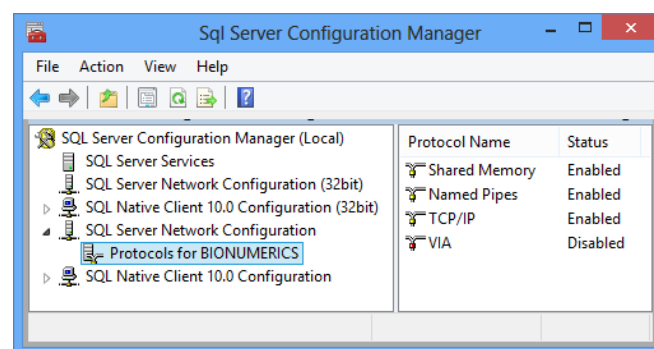 Sql Server Configuration Manager
File Action View Help
SQL Server Configuration Manager (Local)
SQL Server Services
SQL Server Network Configuration (32bit)
SQL Native Client 10.0 Configuration (32bit)
SQL Server Network Configuration
Protocols for BIONUMERICS
SQL Native Client 10.0 Configuration
Protocol Name Status
Shared Memory Enabled
Named Pipes Enabled
TCP/IP Enabled
VIA Disabled